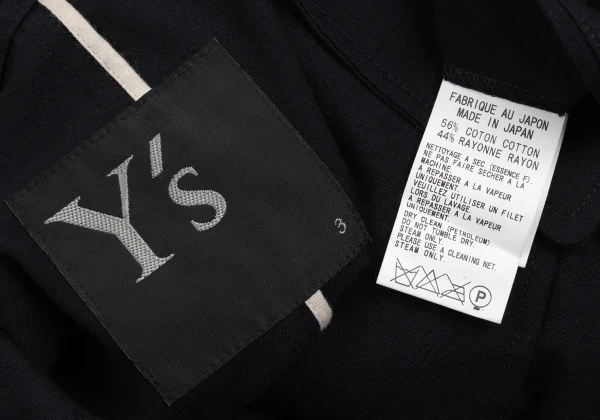 Y's
3
FABRIQUE AU JAPON
MADE IN JAPAN
56% COTON COTTON
44% RAYONNE RAYON
NETTOYAGE A SEC (ESSENCE F).
NE PAS FAIRE SECHER A LA
MACHINE.
A REPASSER A LA VAPEUR
UNIQUEMENT.
VEUILLEZ UTILISER UN FILET
LORS DU LAVAGE.
A REPASSER A LA VAPEUR
UNIQUEMENT.
DRY CLEAN (PETROLEUM).
DO NOT TUMBLE DRY.
STEAM ONLY.
PLEASE USE A CLEANING NET.
STEAM ONLY.
P